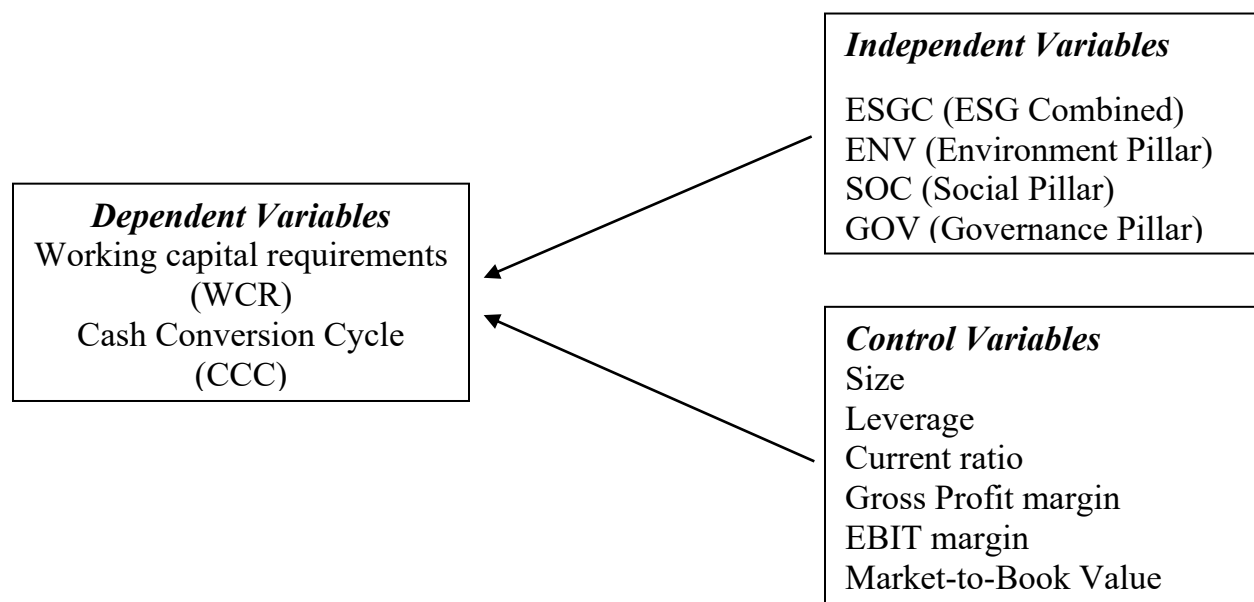 Dependent Variables
Working capital requirements
(WCR)
Cash Conversion Cycle
(CCC)
Independent Variables
ESGC (ESG Combined)
ENV (Environment Pillar)
SOC (Social Pillar)
GOV (Governance Pillar)
Control Variables
Size
Leverage
Current ratio
Gross Profit margin
EBIT margin
Market-to-Book Value